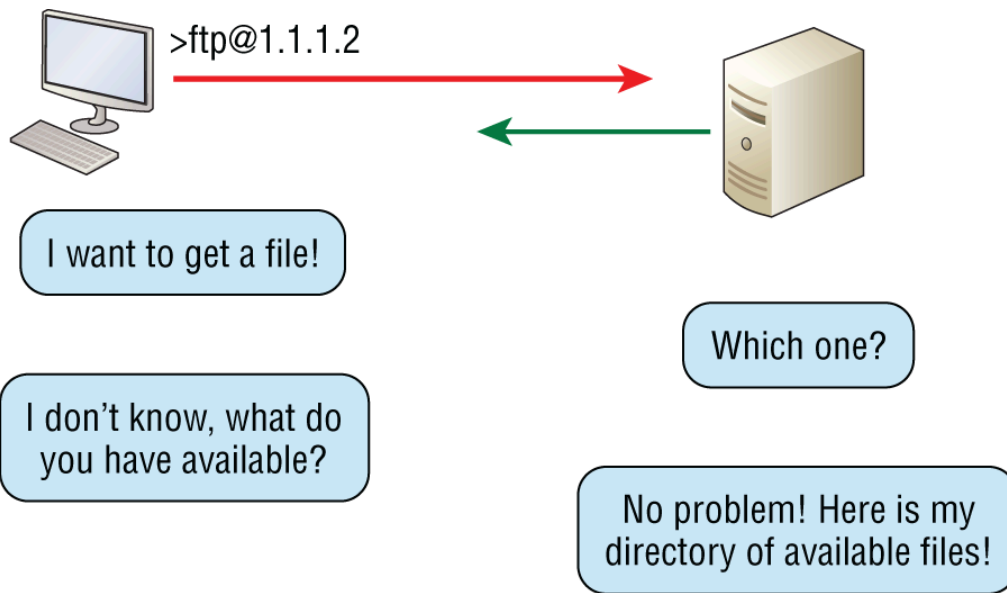 >ftp@1.1.1.2
I want to get a file!
Which one?
I don’t know, what do
you have available?
No problem! Here is my
directory of available files!